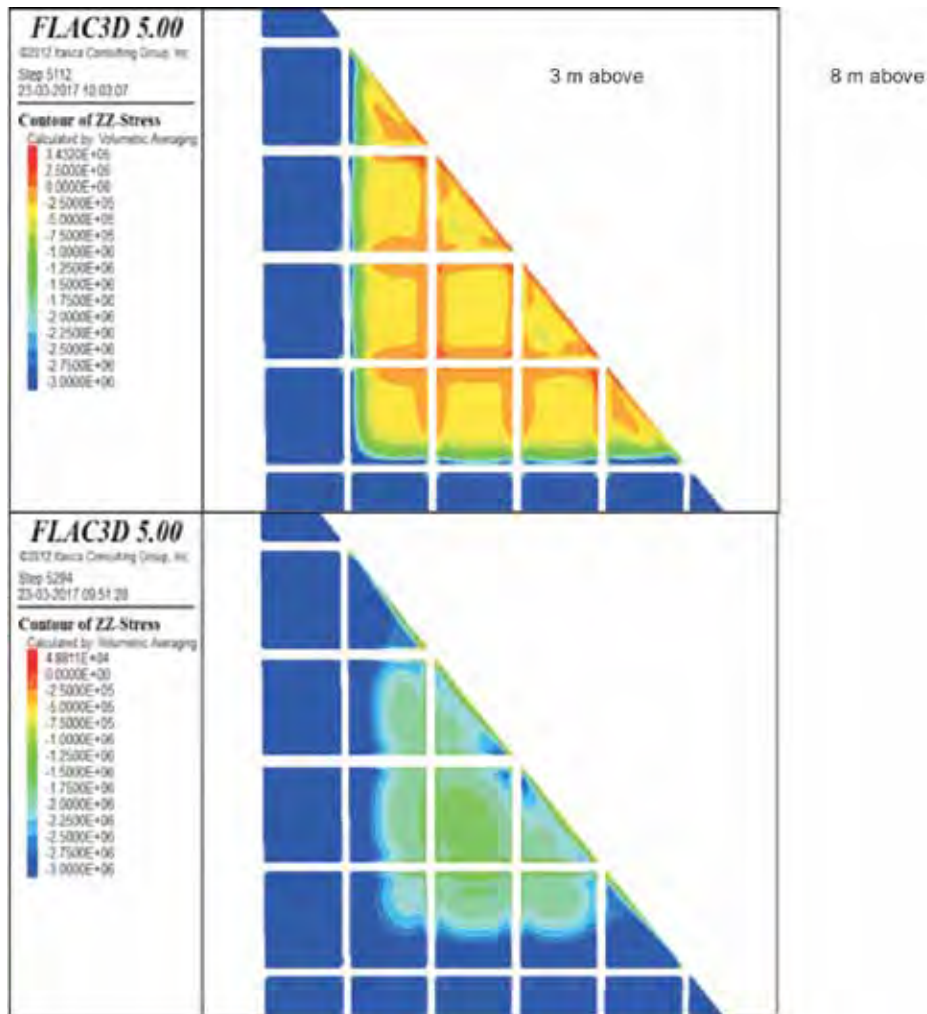 FLAC3D 5.00
©2012 Itasca Consulting Group, Inc.
Step 5112
23-03-2017 10:03:07
Contour of ZZ-Stress
Calculated by: Volumetric Averaging
3.4320E+05
2.5000E+05
0.0000E+00
-2.5000E+05
-5.0000E+05
-7.5000E+05
-1.0000E+06
-1.2500E+06
-1.5000E+06
-1.7500E+06
-2.0000E+06
-2.2500E+06
-2.5000E+06
-2.7500E+06
-3.0000E+06
3 m above
8 m above
FLAC3D 5.00
©2012 Itasca Consulting Group, Inc.
Step 5294
23-03-2017 09:51:28
Contour of ZZ-Stress
Calculated by: Volumetric Averaging
4.8811E+04
0.0000E+00
-2.5000E+05
-5.0000E+05
-7.5000E+05
-1.0000E+06
-1.2500E+06
-1.5000E+06
-1.7500E+06
-2.0000E+06
-2.2500E+06
-2.5000E+06
-2.7500E+06
-3.0000E+06